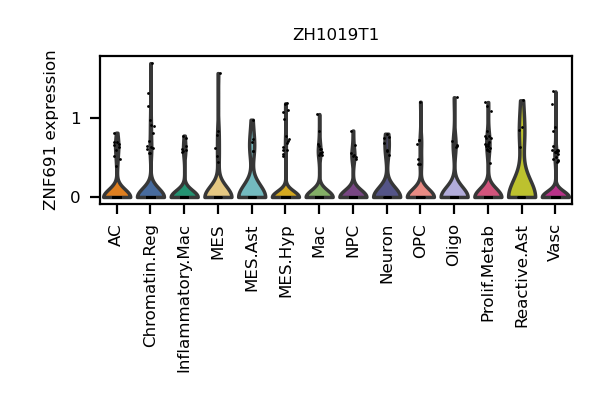 ZH1019T1
ZNF691 expression
1
0
AC
Chromatin.Reg
Inflammatory.Mac
MES
MES.Ast
MES.Hyp
Mac
NPC
Neuron
OPC
Oligo
Prolif.Metab
Reactive.Ast
Vasc